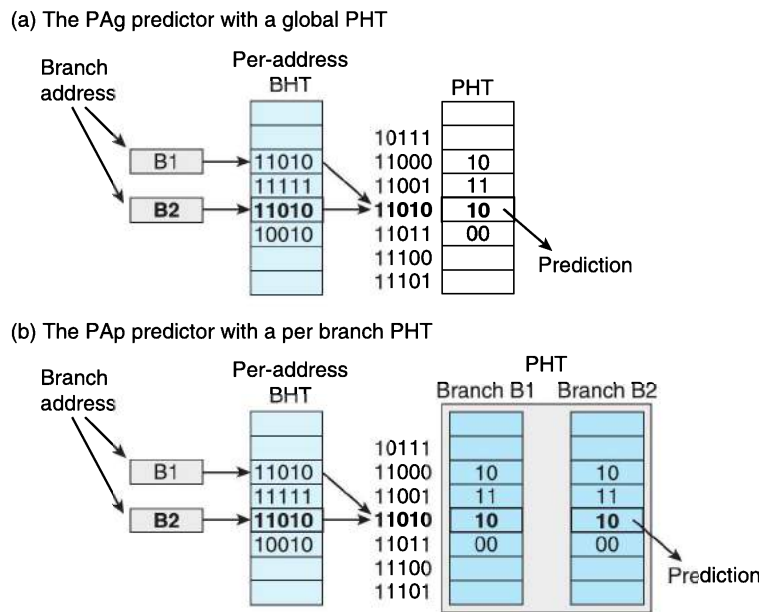 (a) The PAg predictor with a global PHT
Branch address
Per-address BHT
PHT
B1
B2
11010
11111
11010
10010
10111
11000
11001
11010
11011
11100
11101
10
11
10
00
Prediction
(b) The PAp predictor with a per branch PHT
Branch address
Per-address BHT
PHT
Branch B1
Branch B2
B1
B2
11010
11111
11010
10010
10111
11000
11001
11010
11011
11100
11101
10
11
10
00
10
11
10
00
Prediction